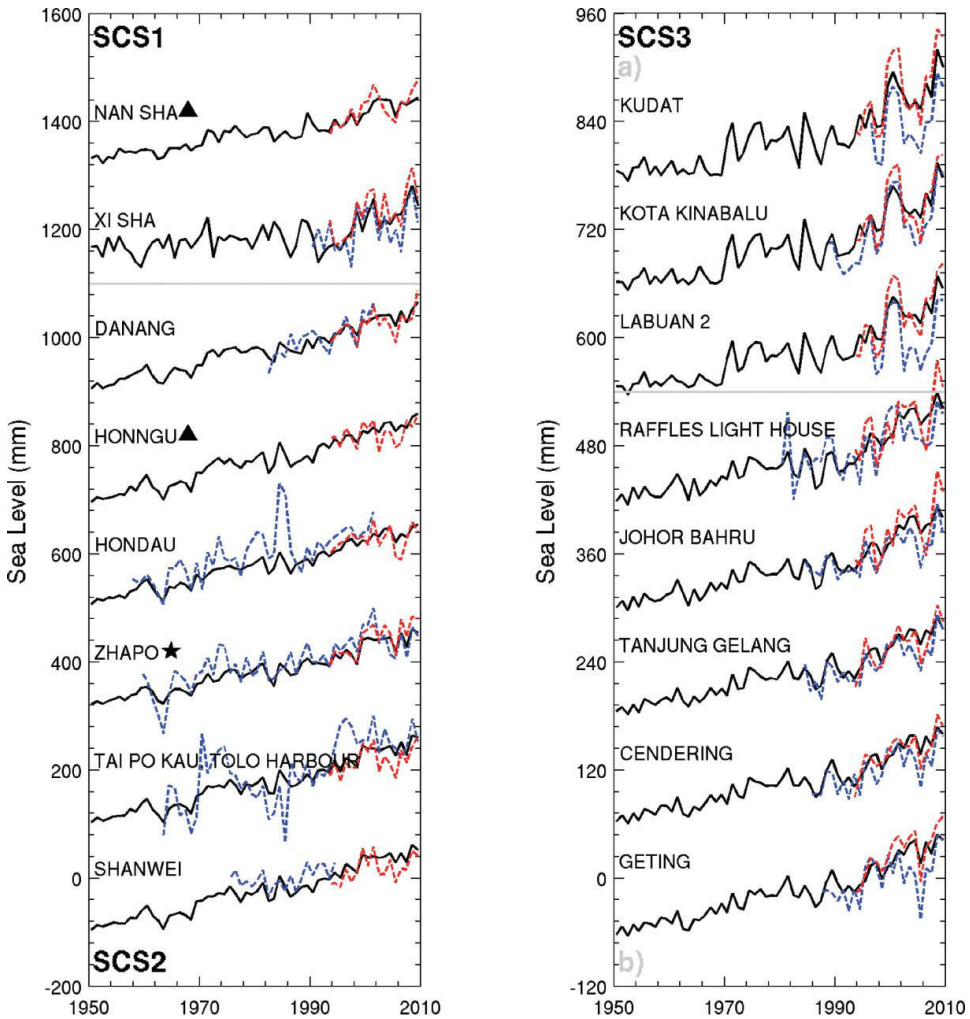 1600
SCS1
NAN SHA▲
1400
XI SHA
1200
DANANG
1000
HONNGU▲
800
HONDAU
600
ZHAPO★
400
TAI PO KAU, TOLO HARBOUR
200
SHANWEI
0
SCS2
-200
1950 1970 1990 2010
Sea Level (mm)
960
SCS3
a)
KUDAT
840
KOTA KINABALU
720
LABUAN 2
600
RAFFLES LIGHT HOUSE
480
JOHOR BAHRU
360
TANJUNG GELANG
240
CENDERING
120
GETING
0
b)
-120
1950 1970 1990 2010
Sea Level (mm)